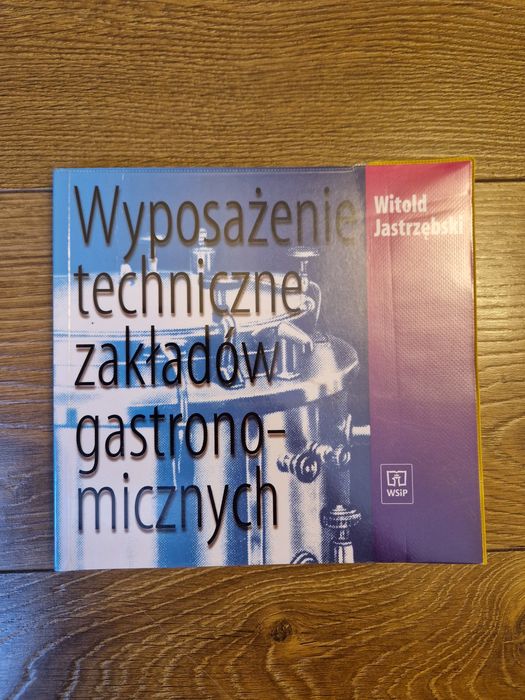 Wyposażenie
techniczne
zakładów
gastrono-
micznych
Witold
Jastrzębski
WSiP